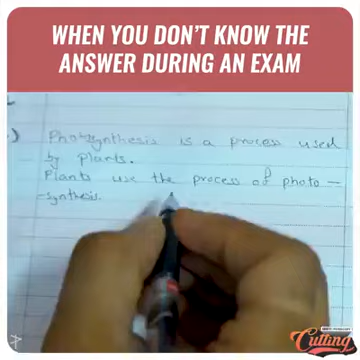 WHEN YOU DON'T KNOW THE
ANSWER DURING AN EXAM
.) Photosynthesis is a process used
by plants.
Plants use the process of photo-
-synthesis.
Cutting